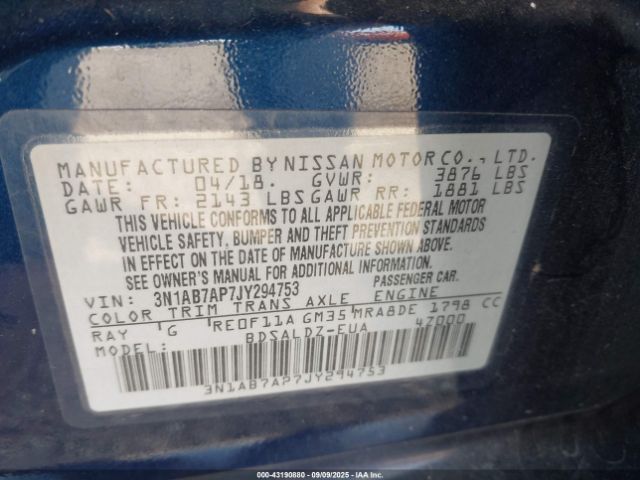 MANUFACTURED BY NISSAN MOTOR CO., LTD.
DATE: 04/18. GVWR: 3876 LBS
GAWR FR: 2143 LBS GAWR RR: 1881 LBS
THIS VEHICLE CONFORMS TO ALL APPLICABLE FEDERAL MOTOR
VEHICLE SAFETY, BUMPER AND THEFT PREVENTION STANDARDS
IN EFFECT ON THE DATE OF MANUFACTURE SHOWN ABOVE.
SEE OWNER'S MANUAL FOR ADDITIONAL INFORMATION.
VIN: 3N1AB7AP7JY294753 PASSENGER CAR.
COLOR TRIM TRANS AXLE ENGINE
RAY G RE0F11A GM35 MRA8DE 1798 CC
MODEL: BDSALDZ-EUA 47000
3N1AB7AP7JY294753
000-43190880 - 09/09/2025 - IAAI.com